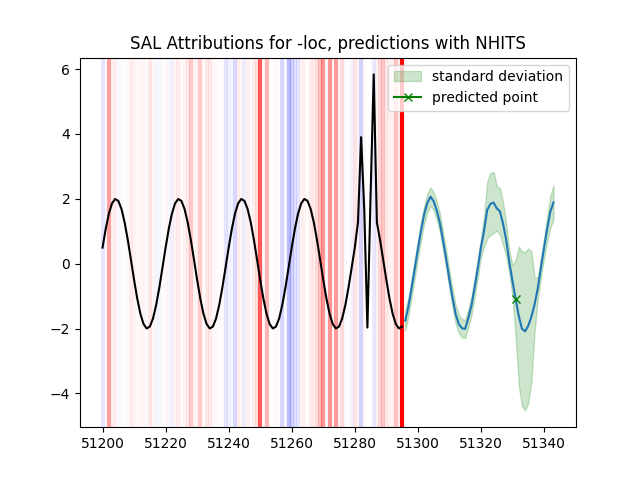 SAL Attributions for -loc, predictions with NHITS
standard deviation
predicted point
6
4
2
0
−2
−4
51200 51220 51240 51260 51280 51300 51320 51340